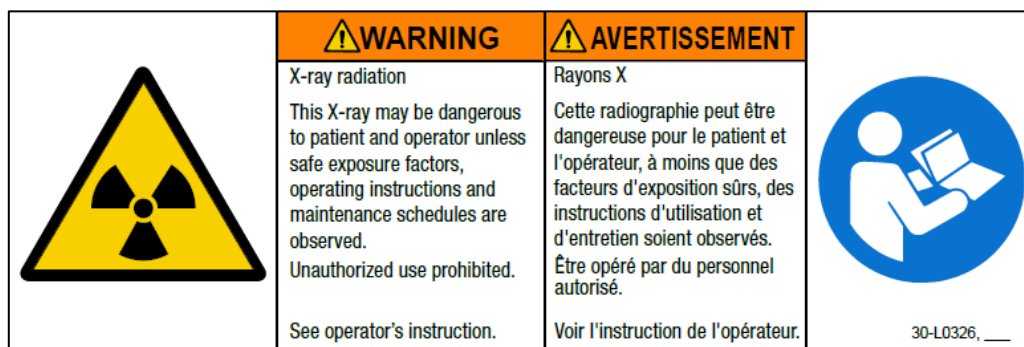 WARNING
X-ray radiation
This X-ray may be dangerous
to patient and operator unless
safe exposure factors,
operating instructions and
maintenance schedules are
observed.
Unauthorized use prohibited.
See operator's instruction.
AVERTISSEMENT
Rayons X
Cette radiographie peut être
dangereuse pour le patient et
l'opérateur, à moins que des
facteurs d'exposition sûrs, des
instructions d'utilisation et
d'entretien soient observés.
Être opéré par du personnel
autorisé.
Voir l'instruction de l'opérateur.
30-L0326, ___